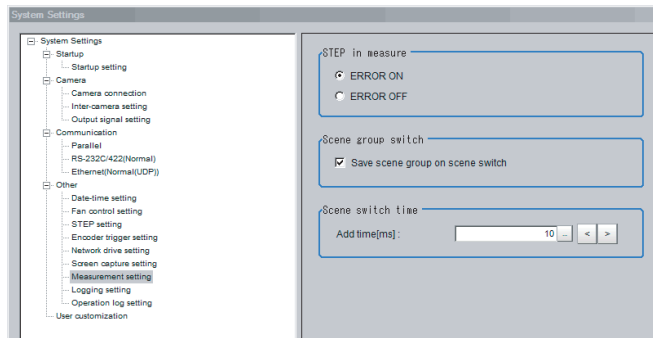 System Settings
System Settings
Startup
Startup setting
Camera
Camera connection
Inter-camera setting
Output signal setting
Communication
Parallel
RS-232C/422(Normal)
Ethernet(Normal(UDP))
Other
Date-time setting
Fan control setting
STEP setting
Encoder trigger setting
Network drive setting
Screen capture setting
Measurement setting
Logging setting
Operation log setting
User customization
STEP in measure
ERROR ON
ERROR OFF
Scene group switch
Save scene group on scene switch
Scene switch time
Add time[ms] : 10 ... < >